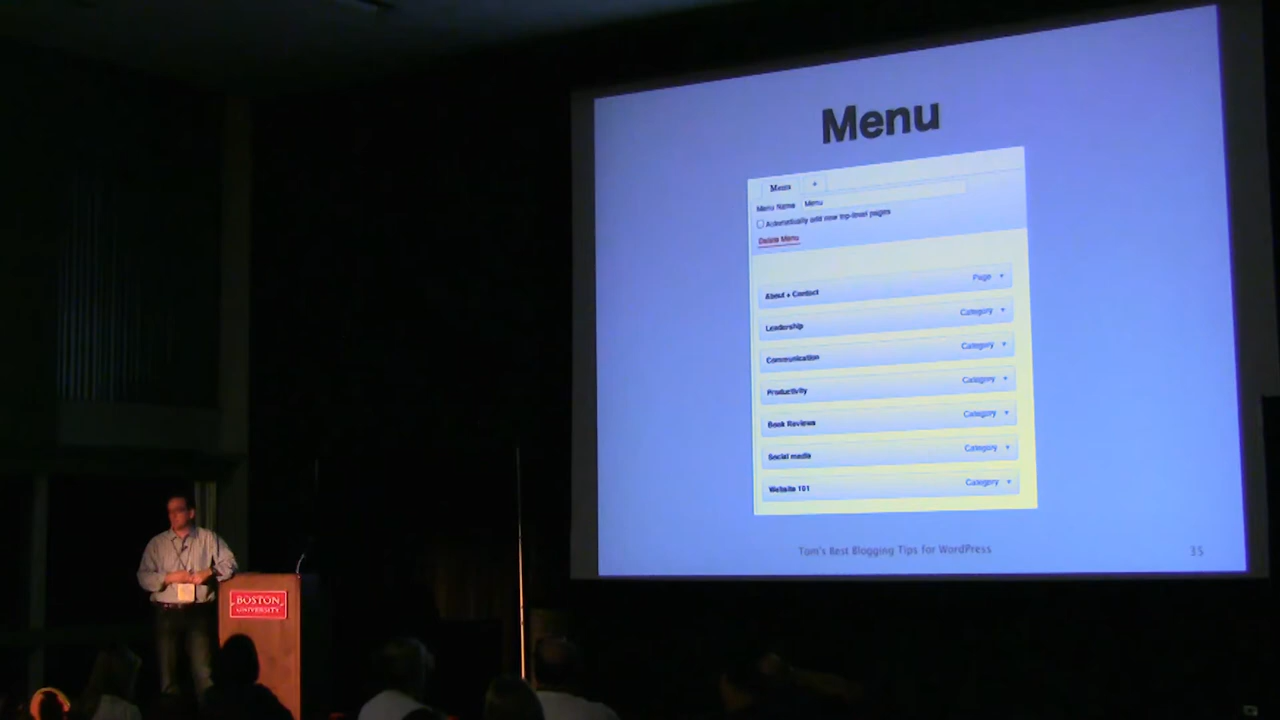 Menu
Menu +
Menu Name Menu
Automatically add new top-level pages
Delete Menu
About + Contact Page
Leadership Category
Communication Category
Productivity Category
Book Reviews Category
Social media Category
Website 101 Category
Tom's Best Blogging Tips for WordPress 35
BOSTON
UNIVERSITY